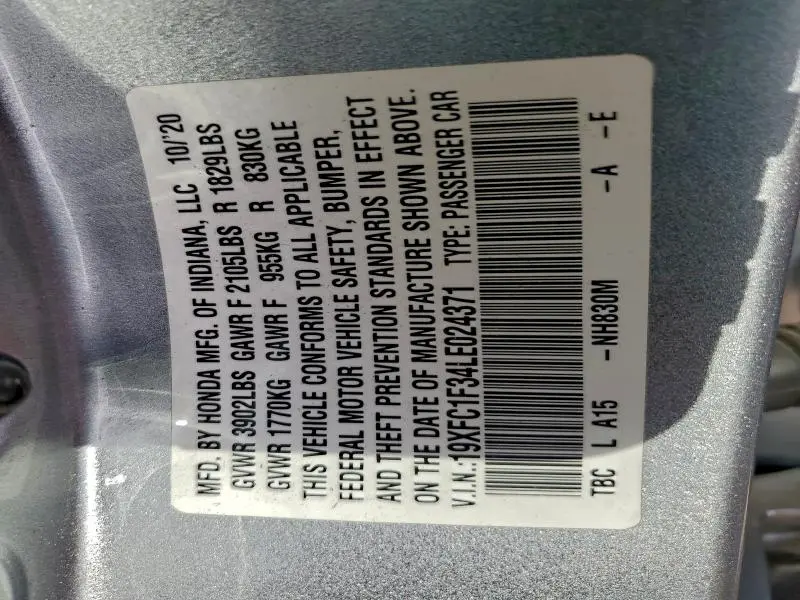 MFD. BY HONDA MFG. OF INDIANA, LLC 10/'20
GVWR 3902LBS GAWR F 2105LBS R 1829LBS
GVWR 1770KG GAWR F 955KG R 830KG
THIS VEHICLE CONFORMS TO ALL APPLICABLE
FEDERAL MOTOR VEHICLE SAFETY, BUMPER,
AND THEFT PREVENTION STANDARDS IN EFFECT
ON THE DATE OF MANUFACTURE SHOWN ABOVE.
V.I.N.:19XFC1F34LE024371 TYPE: PASSENGER CAR
TBC L A15 -NH830M -A -E